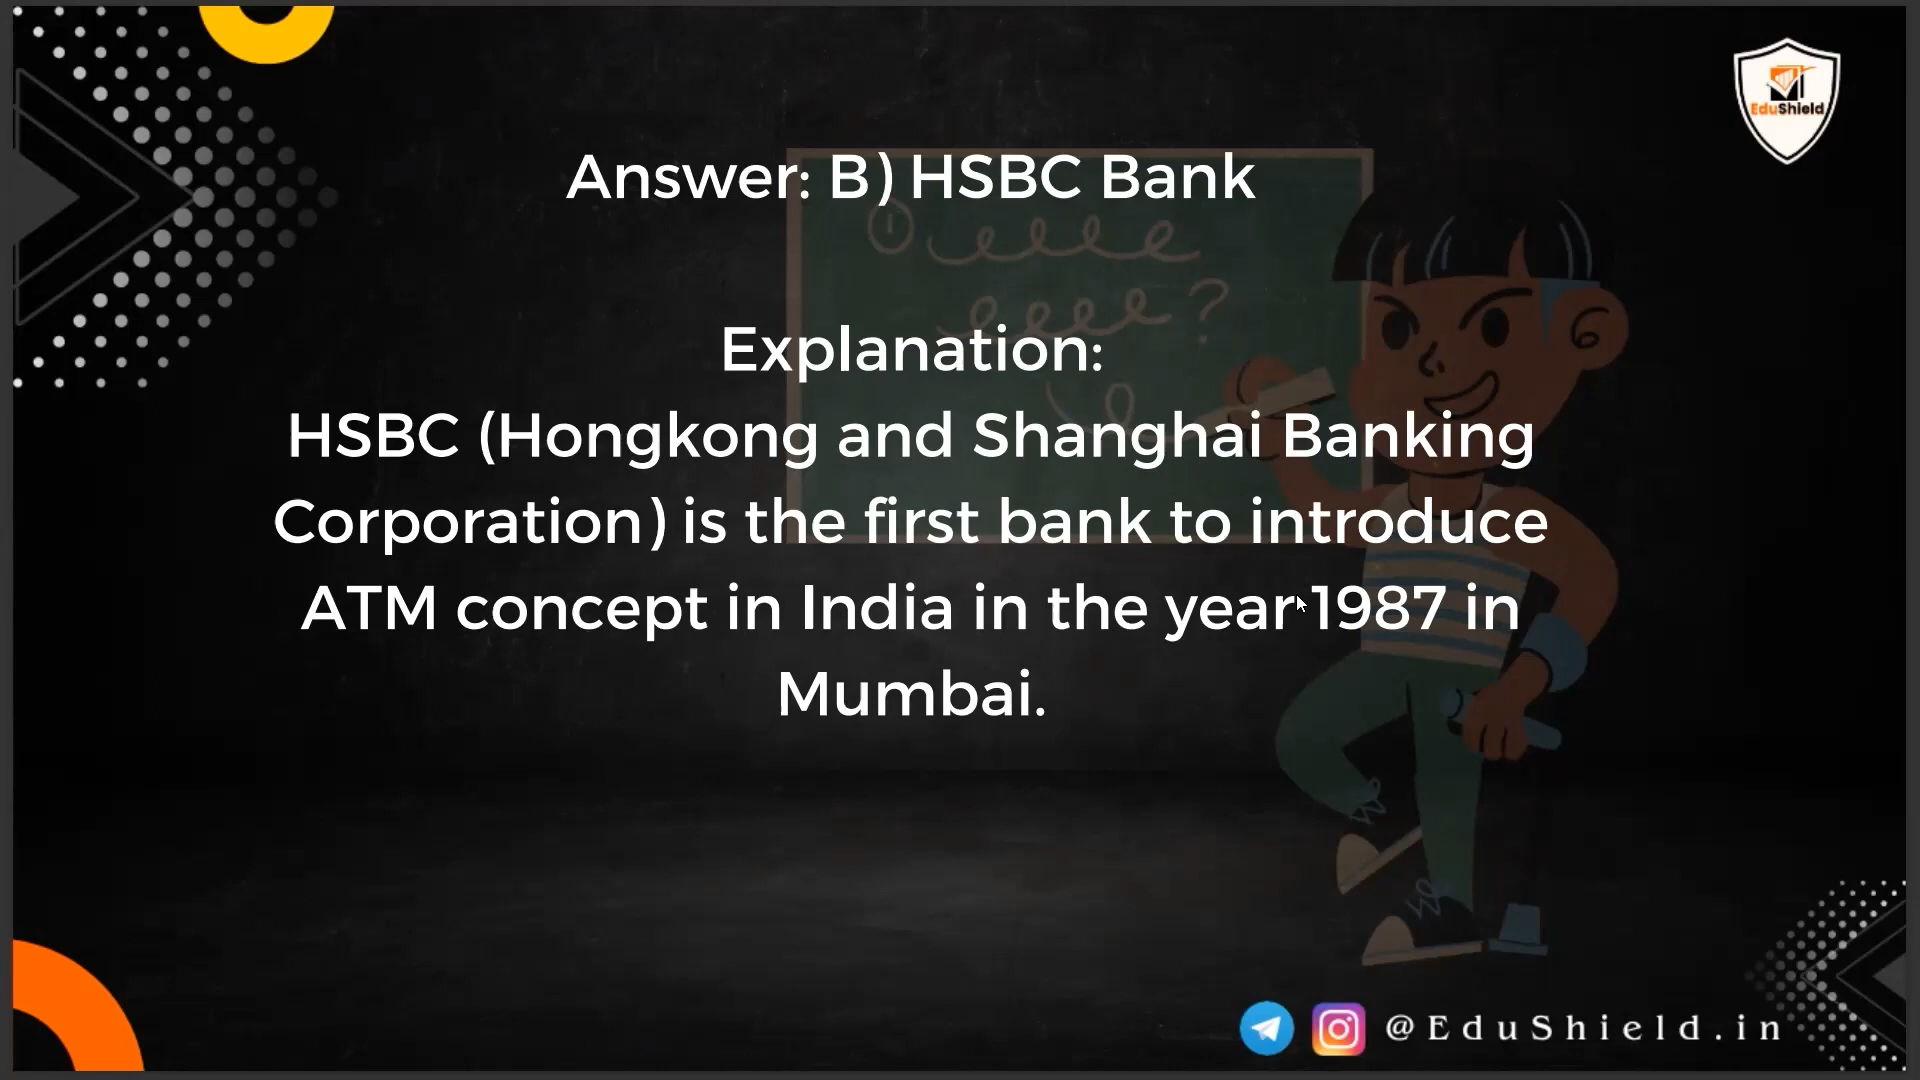 EduShield
Answer: B) HSBC Bank
Explanation:
HSBC (Hongkong and Shanghai Banking
Corporation) is the first bank to introduce
ATM concept in India in the year 1987 in
Mumbai.
@EduShield.in